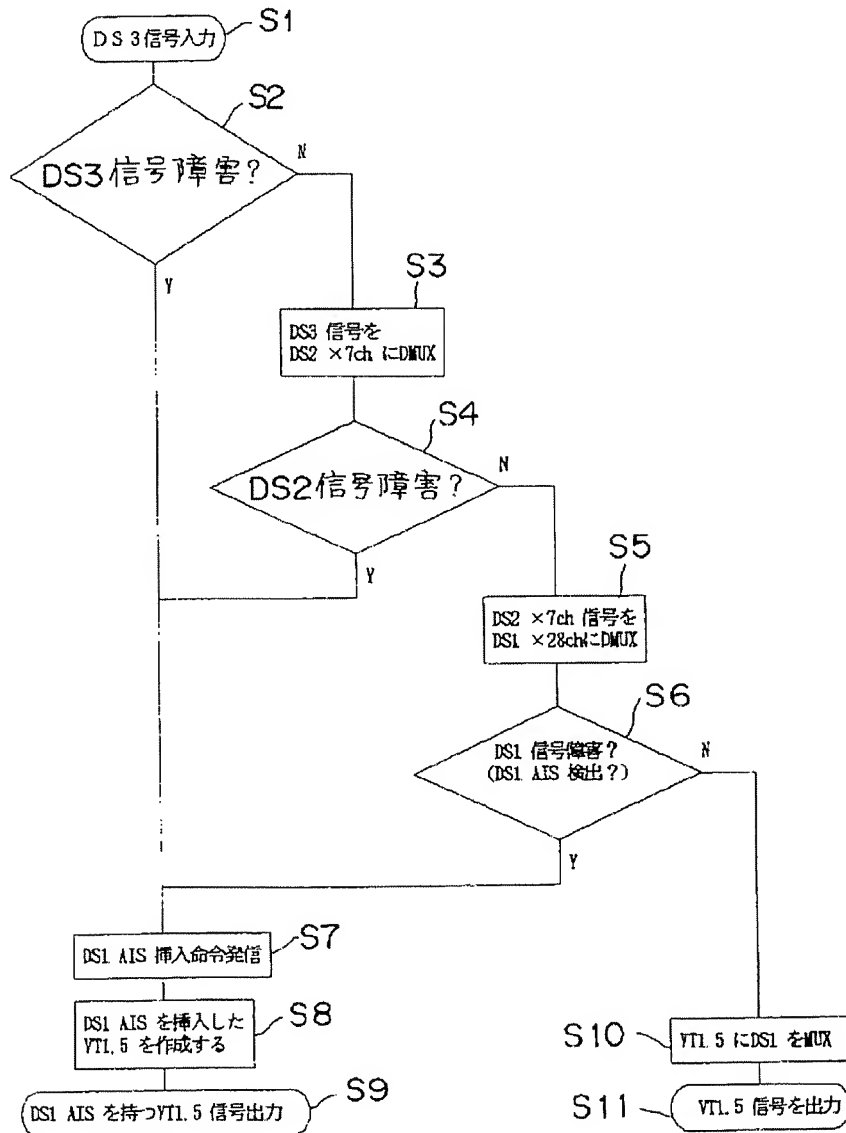 DS3信号入力
S1
S2
DS3信号障害?
N
Y
S3
DS3 信号を
DS2 ×7ch にDMUX
S4
DS2信号障害?
N
Y
S5
DS2 ×7ch 信号を
DS1 ×28chにDMUX
S6
DS1 信号障害?
(DS1 AIS 検出?)
N
Y
DS1 AIS 挿入命令発信
S7
DS1 AIS を挿入した
VT1.5 を作成する
S8
DS1 AIS を持つVT1.5 信号出力
S9
S10
VT1.5 にDS1 をMUX
S11
VT1.5 信号を出力